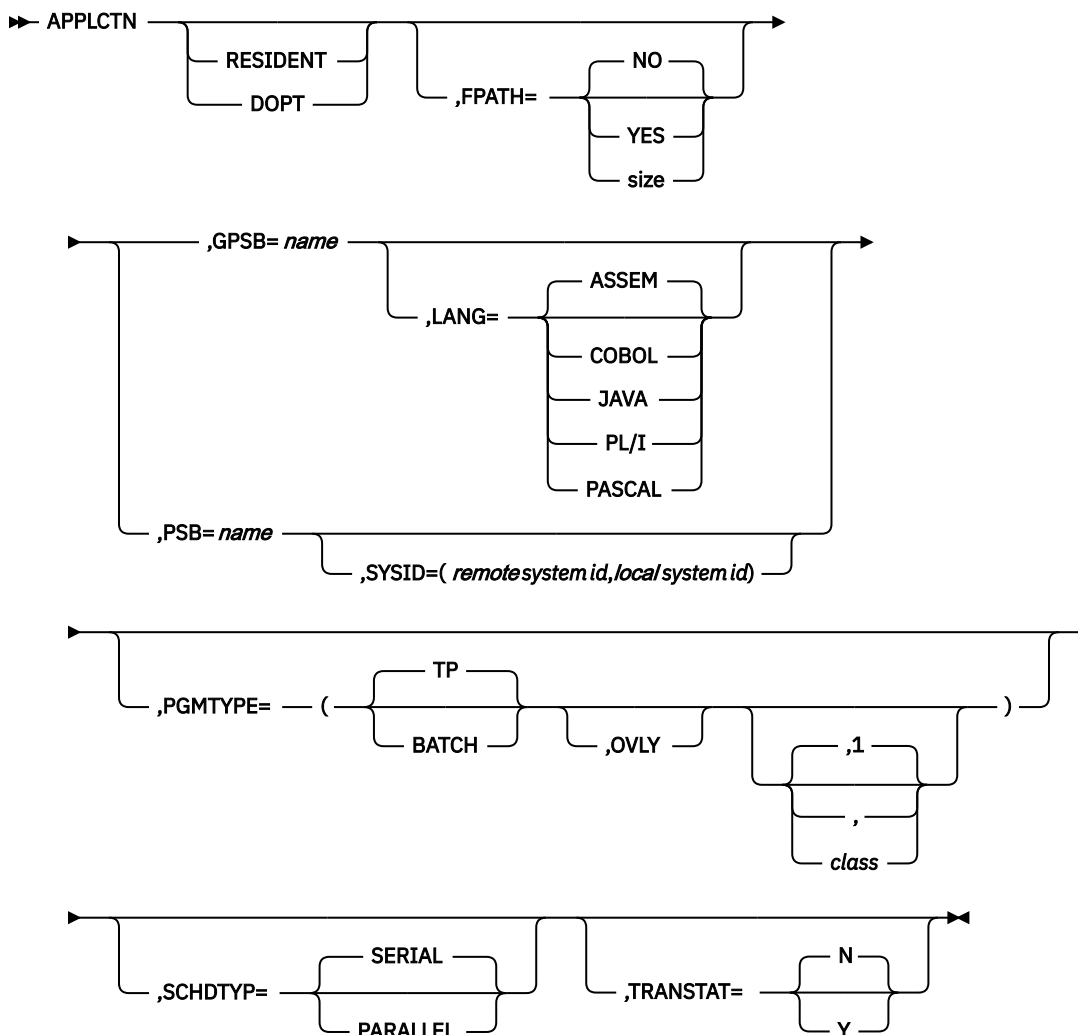 APPLCTN
RESIDENT
DOPT
,FPATH=
NO
YES
size
,GPSB= name
,LANG=
ASSEM
COBOL
JAVA
PL/I
PASCAL
,PSB= name
,SYSID=( remote system id,local system id)
,PGMTYPE= (
TP
BATCH
,OVLY
,1
,
class
)
,SCHDTYP=
SERIAL
PARALLEL
,TRANSTAT=
N
Y